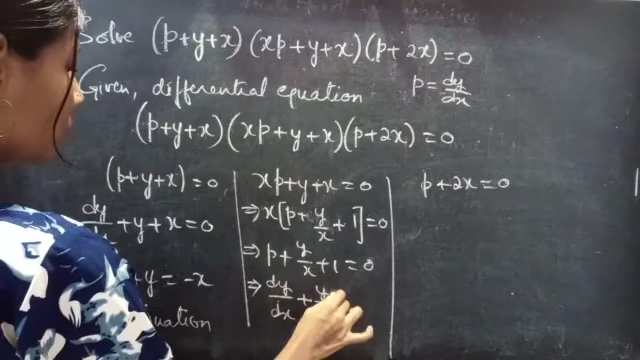 Solve (p+y+x)(xp+y+x)(p+2x)=0
Given, differential equation p=dy/dx
(p+y+x)(xp+y+x)(p+2x)=0
(p+y+x)=0
dy/ +y+x=0
+y=-x
xp+y+x=0
⇒x[p+y/x+1]=0
⇒p+y/x+1=0
⇒dy/dx+y
p+2x=0